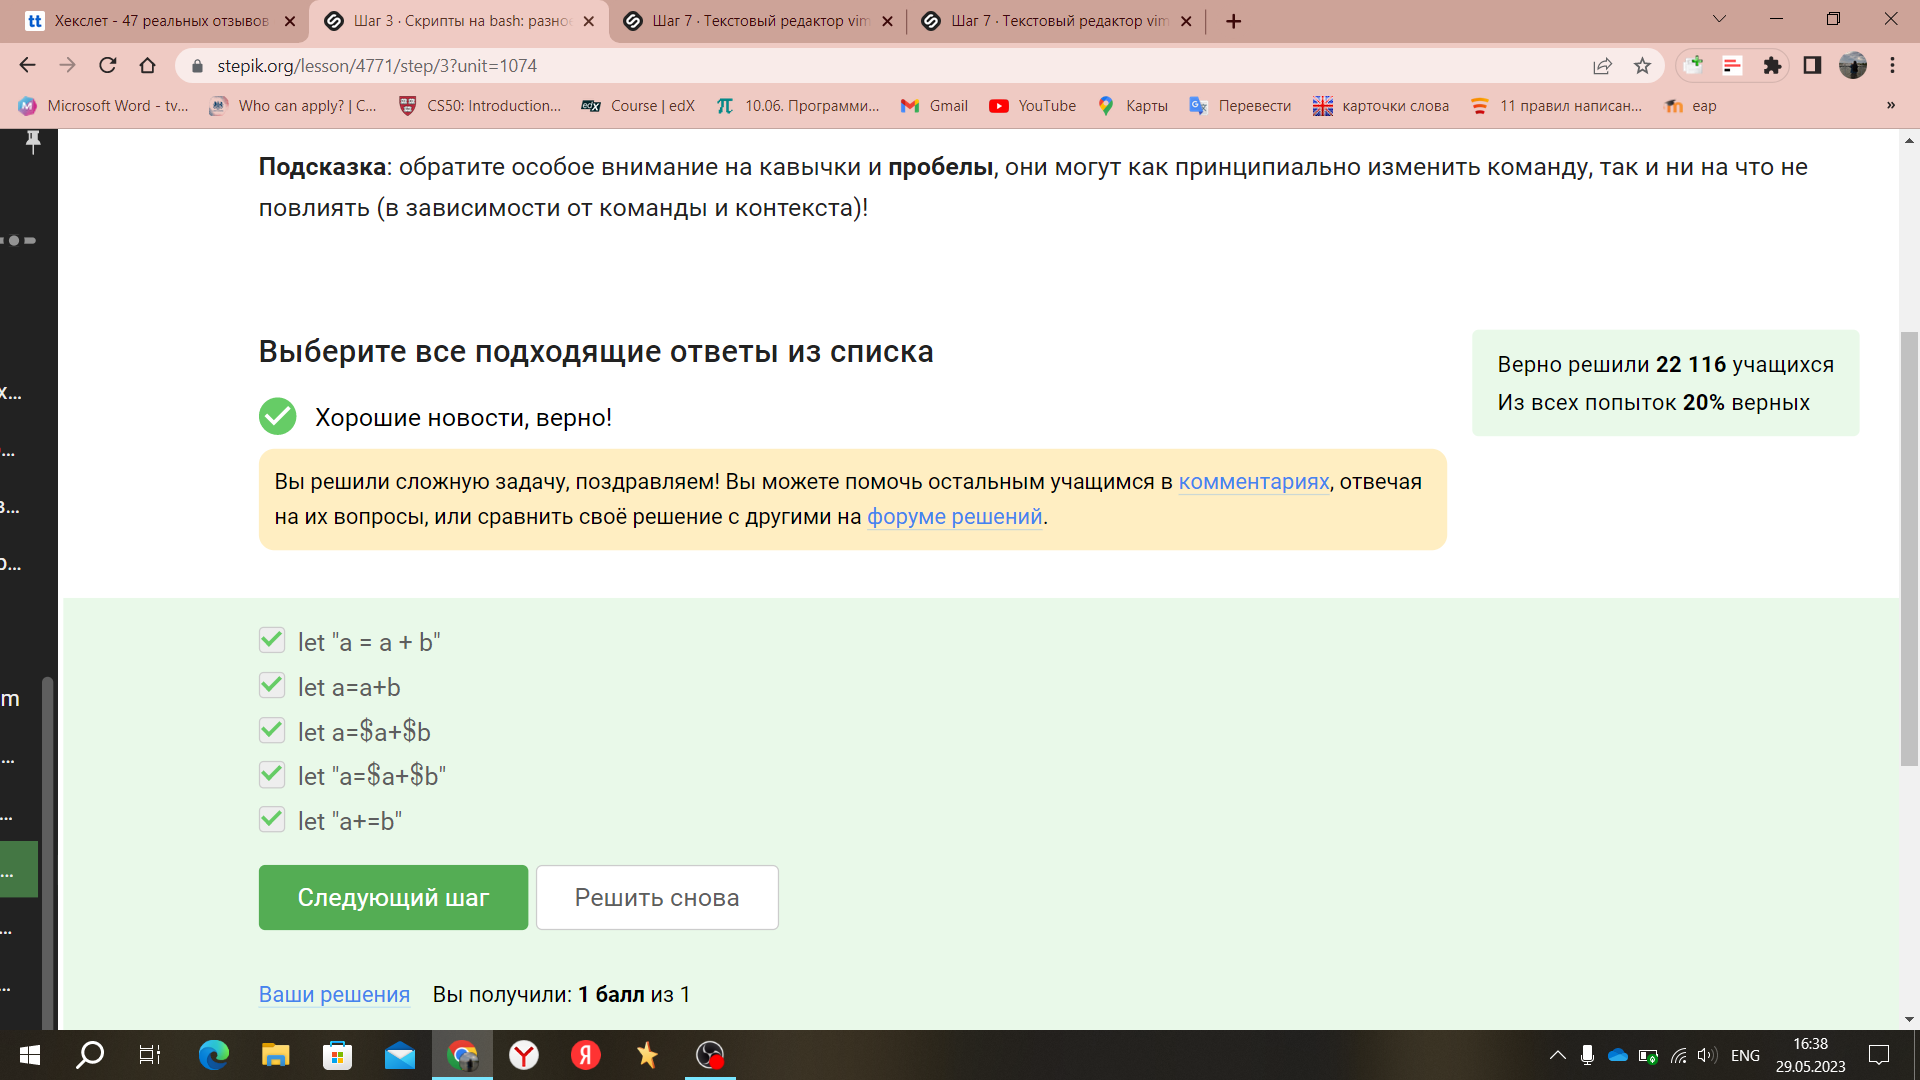 Хекслет - 47 реальных отзывов
Шаг 3 · Скрипты на bash: разно
Шаг 7 · Текстовый редактор vim
Шаг 7 · Текстовый редактор vim
stepik.org/lesson/4771/step/3?unit=1074
Microsoft Word - tv...
Who can apply? | C...
CS50: Introduction...
edX
Course | edX
10.06. Программи...
Gmail
YouTube
Карты
Перевести
карточки слова
11 правил написан...
eap
»
Подсказка: обратите особое внимание на кавычки и пробелы, они могут как принципиально изменить команду, так и ни на что не
повлиять (в зависимости от команды и контекста)!
Выберите все подходящие ответы из списка
Верно решили 22 116 учащихся
Из всех попыток 20% верных
Хорошие новости, верно!
Вы решили сложную задачу, поздравляем! Вы можете помочь остальным учащимся в комментариях, отвечая
на их вопросы, или сравнить своё решение с другими на форуме решений.
let "a = a + b"
let a=a+b
let a=$a+$b
let "a=$a+$b"
let "a+=b"
Следующий шаг
Решить снова
Ваши решения
Вы получили: 1 балл из 1
ENG
16:38
29.05.2023